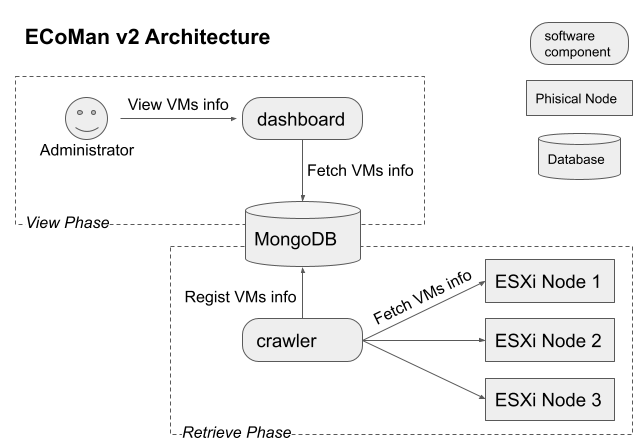 ECoMan v2 Architecture
software
component
Phisical Node
Database
View VMs info
dashboard
Administrator
Fetch VMs info
View Phase
MongoDB
Regist VMs info
Fetch VMs info
ESXi Node 1
crawler
ESXi Node 2
ESXi Node 3
Retrieve Phase